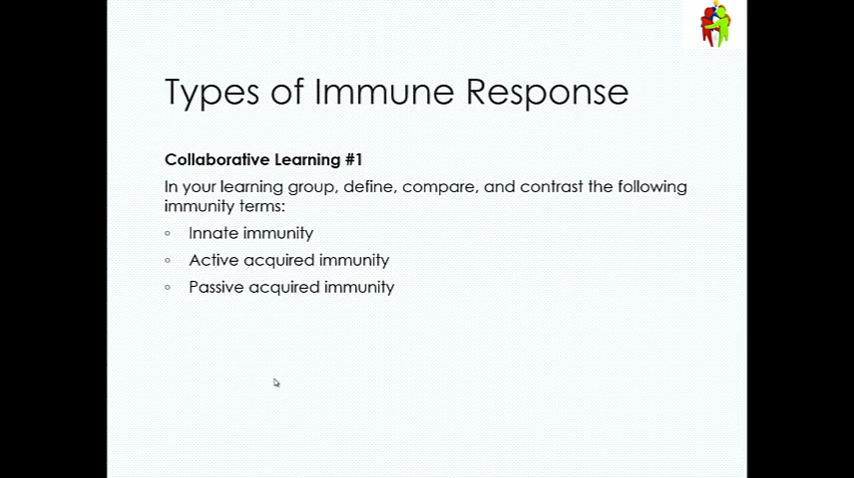 Types of Immune Response
Collaborative Learning #1
In your learning group, define, compare, and contrast the following
immunity terms:
Innate immunity
Active acquired immunity
Passive acquired immunity